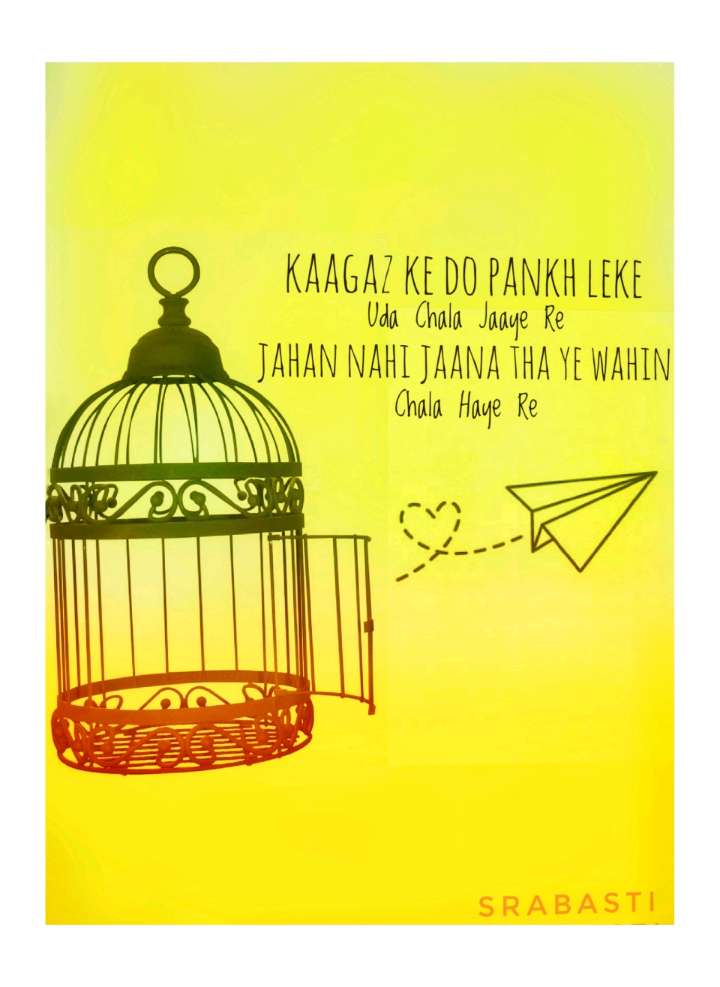 KAAGAZ KE DO PANKH LEKE
Uda Chala Jaaye Re
JAHAN NAHI JAANA THA YE WAHIN
Chala Haye Re
SRABASTI